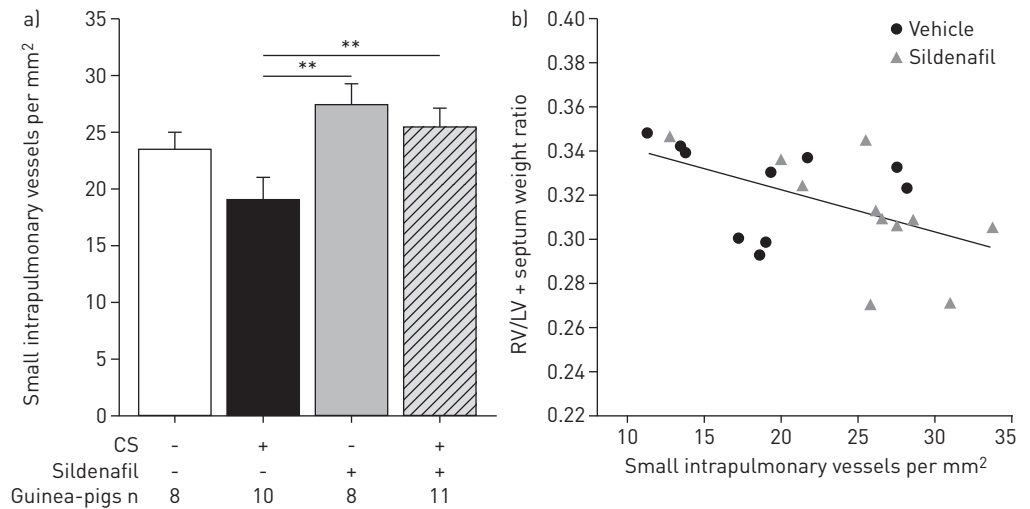 a)
Small intrapulmonary vessels per mm²
35
30
25
20
15
10
5
0
**
**
CS - + - +
Sildenafil - - + +
Guinea-pigs n 8 10 8 11
b)
RV/LV + septum weight ratio
0.40
0.38
0.36
0.34
0.32
0.30
0.28
0.26
0.24
0.22
Vehicle
Sildenafil
10 15 20 25 30 35
Small intrapulmonary vessels per mm²